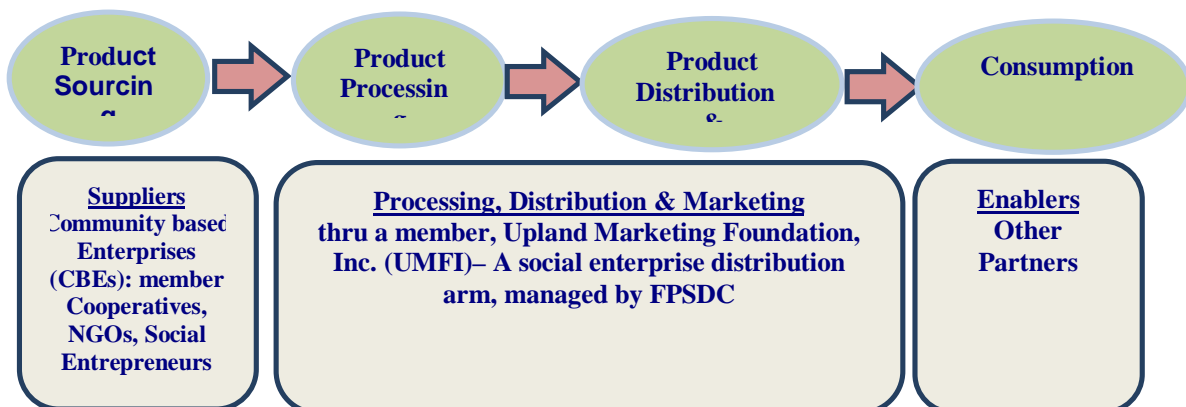 Product
Sourcin
g
Product
Processin
g
Product
Distribution
&
Consumption
Suppliers
Community based
Enterprises
(CBEs): member
Cooperatives,
NGOs, Social
Entrepreneurs
Processing, Distribution & Marketing
thru a member, Upland Marketing Foundation,
Inc. (UMFI)– A social enterprise distribution
arm, managed by FPSDC
Enablers
Other
Partners